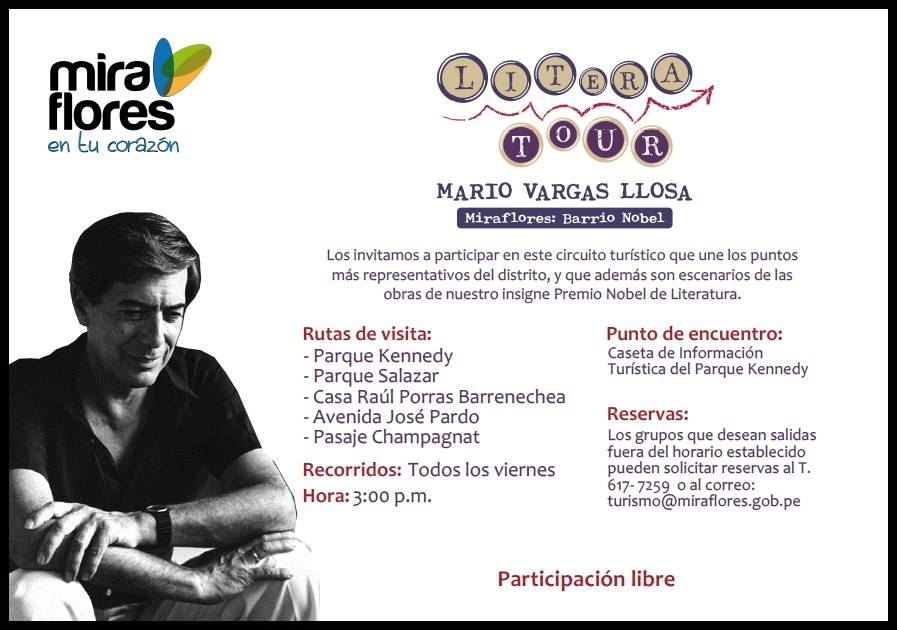 mira
flores
en tu corazón
LITERA
TOUR
MARIO VARGAS LLOSA
Miraflores: Barrio Nobel
Los invitamos a participar en este circuito turístico que une los puntos
más representativos del distrito, y que además son escenarios de las
obras de nuestro insigne Premio Nobel de Literatura.
Rutas de visita:
- Parque Kennedy
- Parque Salazar
- Casa Raúl Porras Barrenechea
- Avenida José Pardo
- Pasaje Champagnat
Recorridos: Todos los viernes
Hora: 3:00 p.m.
Punto de encuentro:
Caseta de Información
Turística del Parque Kennedy
Reservas:
Los grupos que desean salidas
fuera del horario establecido
pueden solicitar reservas al T.
617- 7259 o al correo:
turismo@miraflores.gob.pe
Participación libre